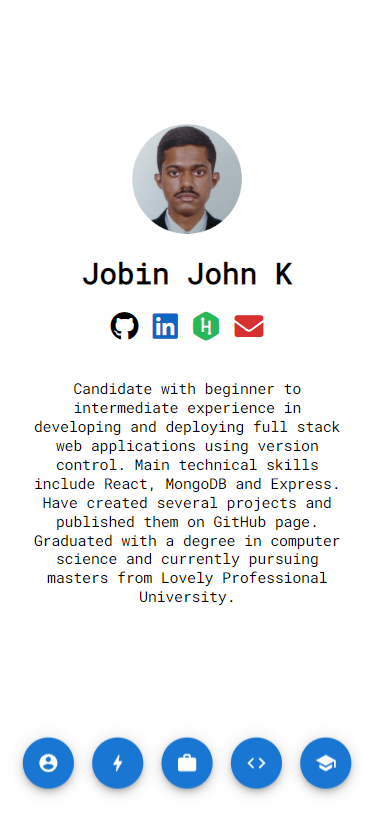 Jobin John K
in
H
Candidate with beginner to
intermediate experience in
developing and deploying full stack
web applications using version
control. Main technical skills
include React, MongoDB and Express.
Have created several projects and
published them on GitHub page.
Graduated with a degree in computer
science and currently pursuing
masters from Lovely Professional
University.